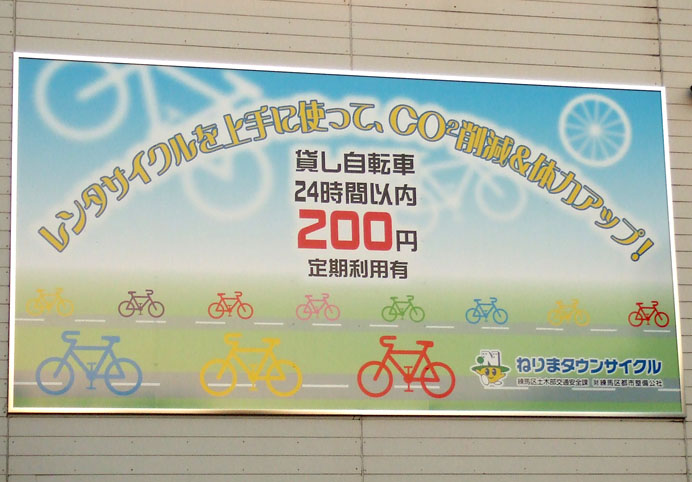 レンタサイクルを上手に使って、CO²削減&体力アップ!
貸し自転車
24時間以内
200円
定期利用有
ねりまタウンサイクル
練馬区土木部交通安全課 ㈶練馬区都市整備公社